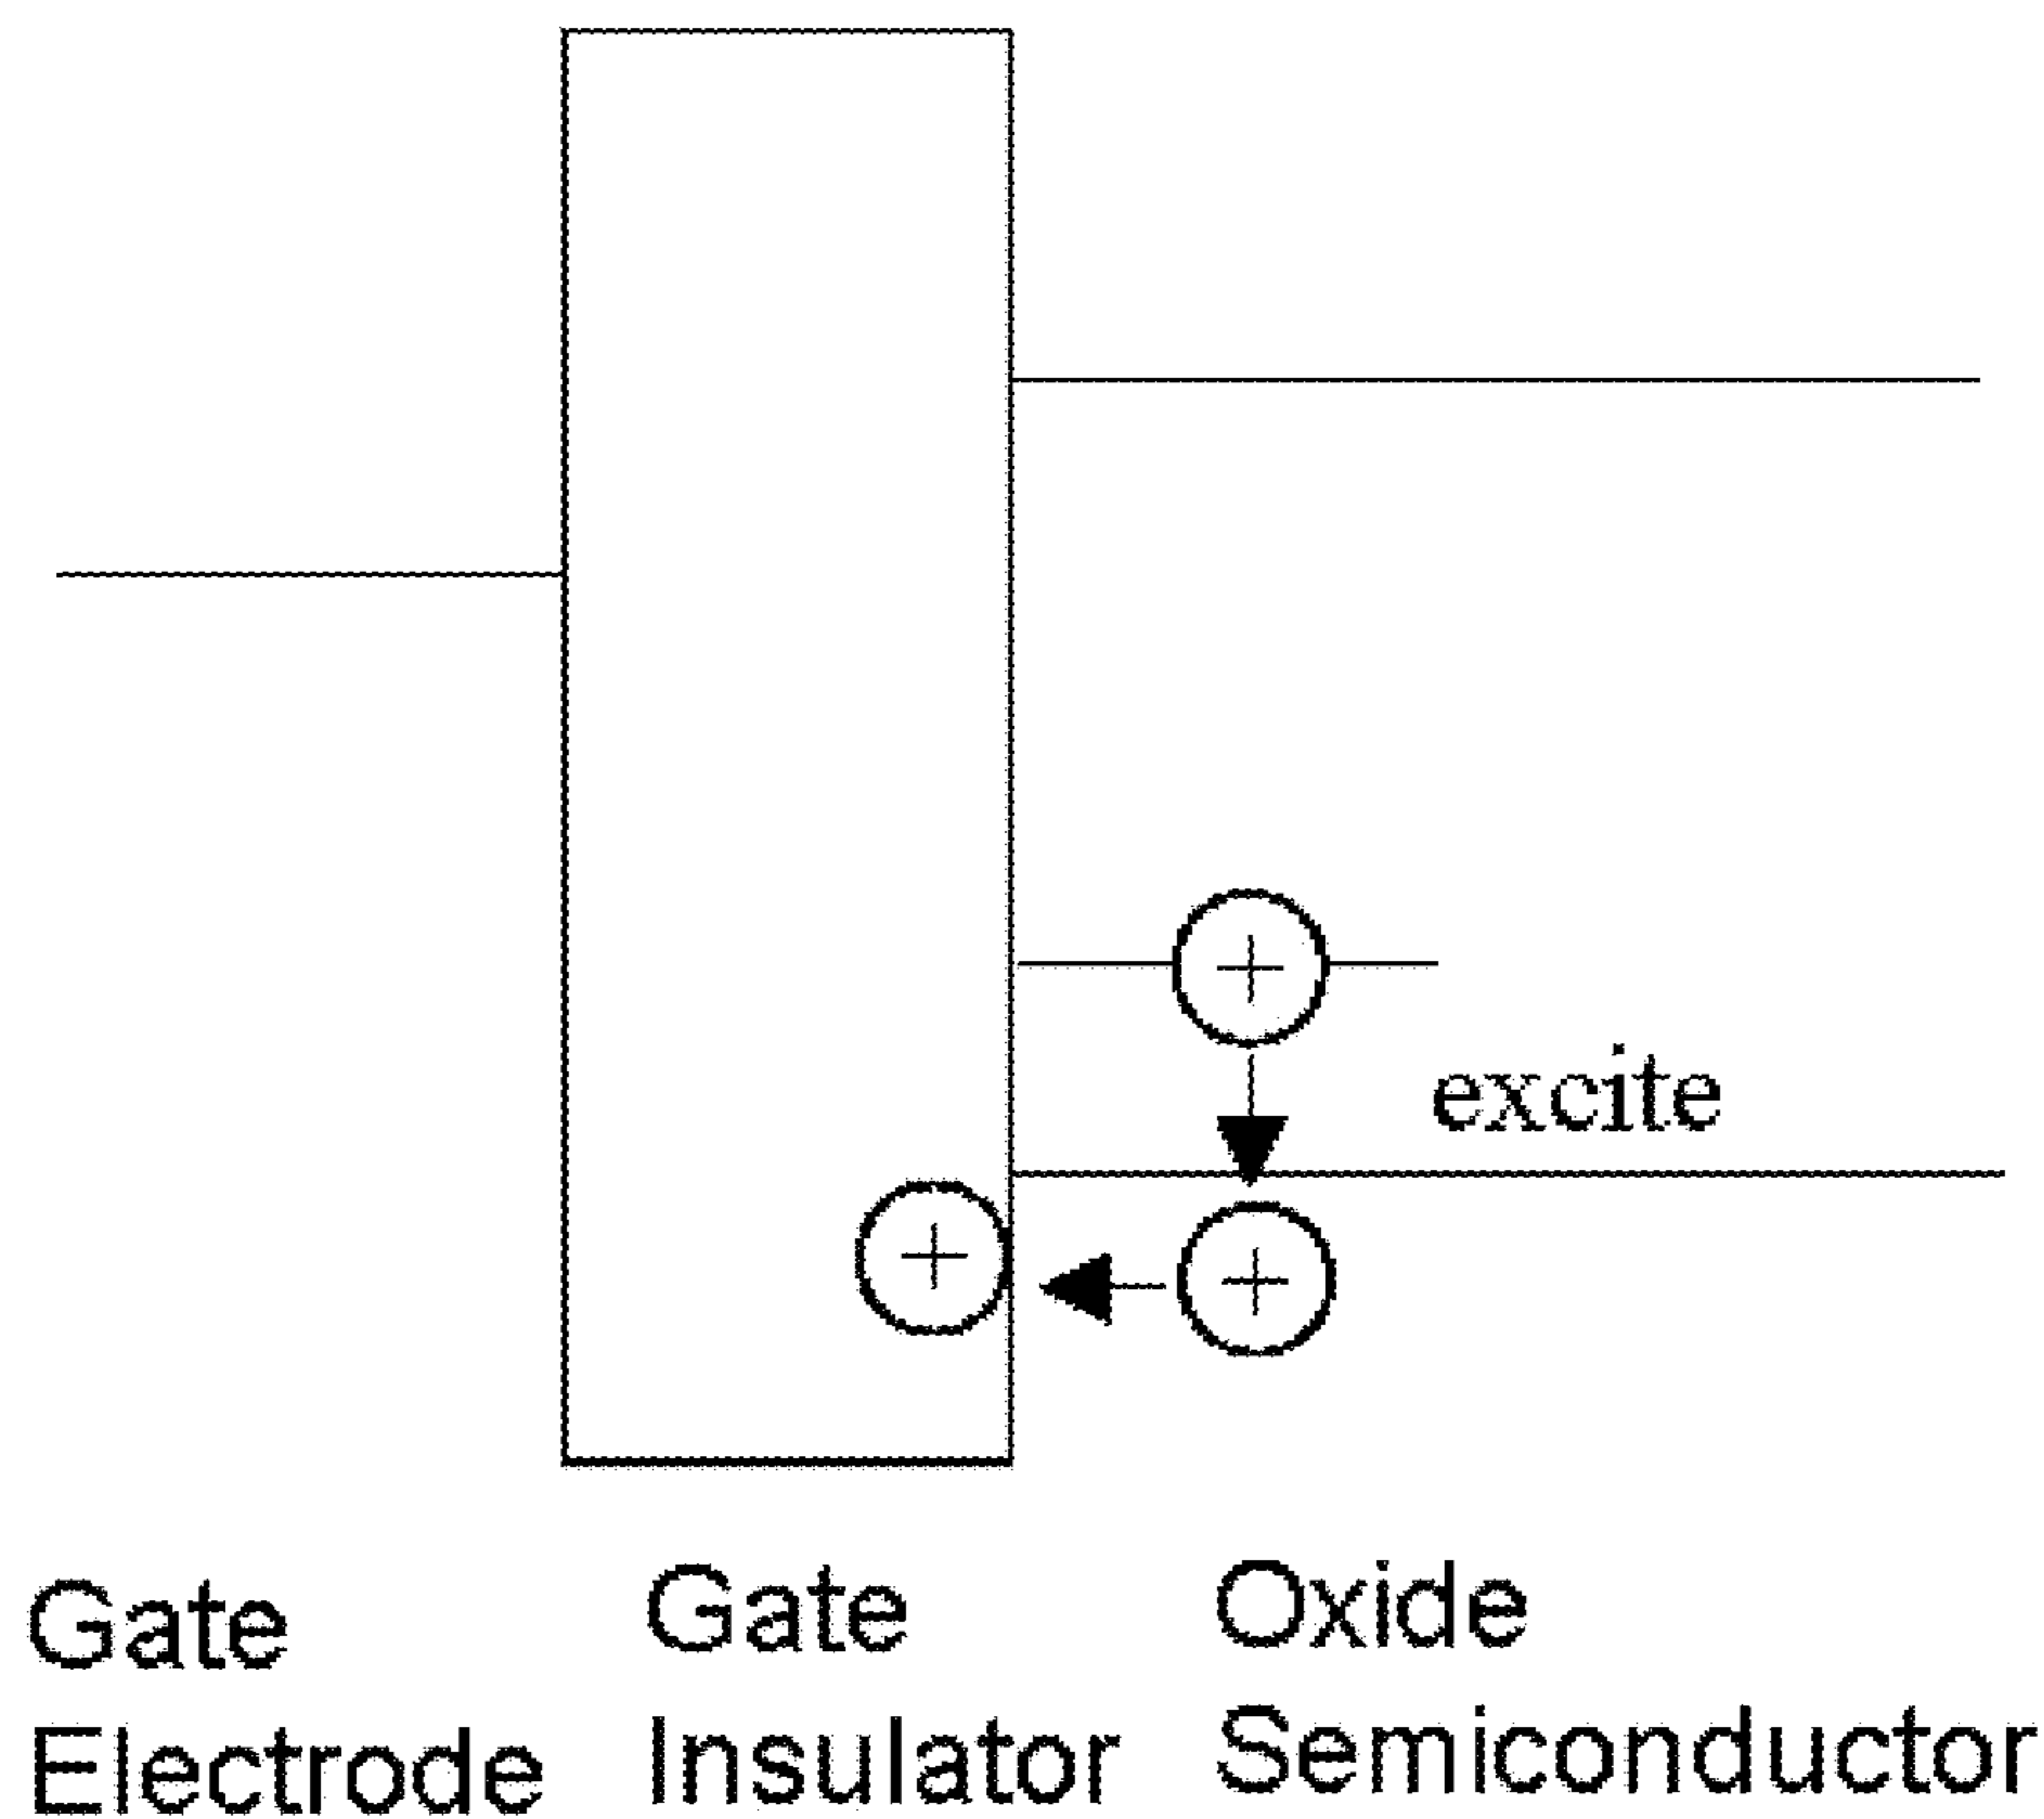 excite
Gate
Electrode
Gate
Insulator
Oxide
Semiconductor